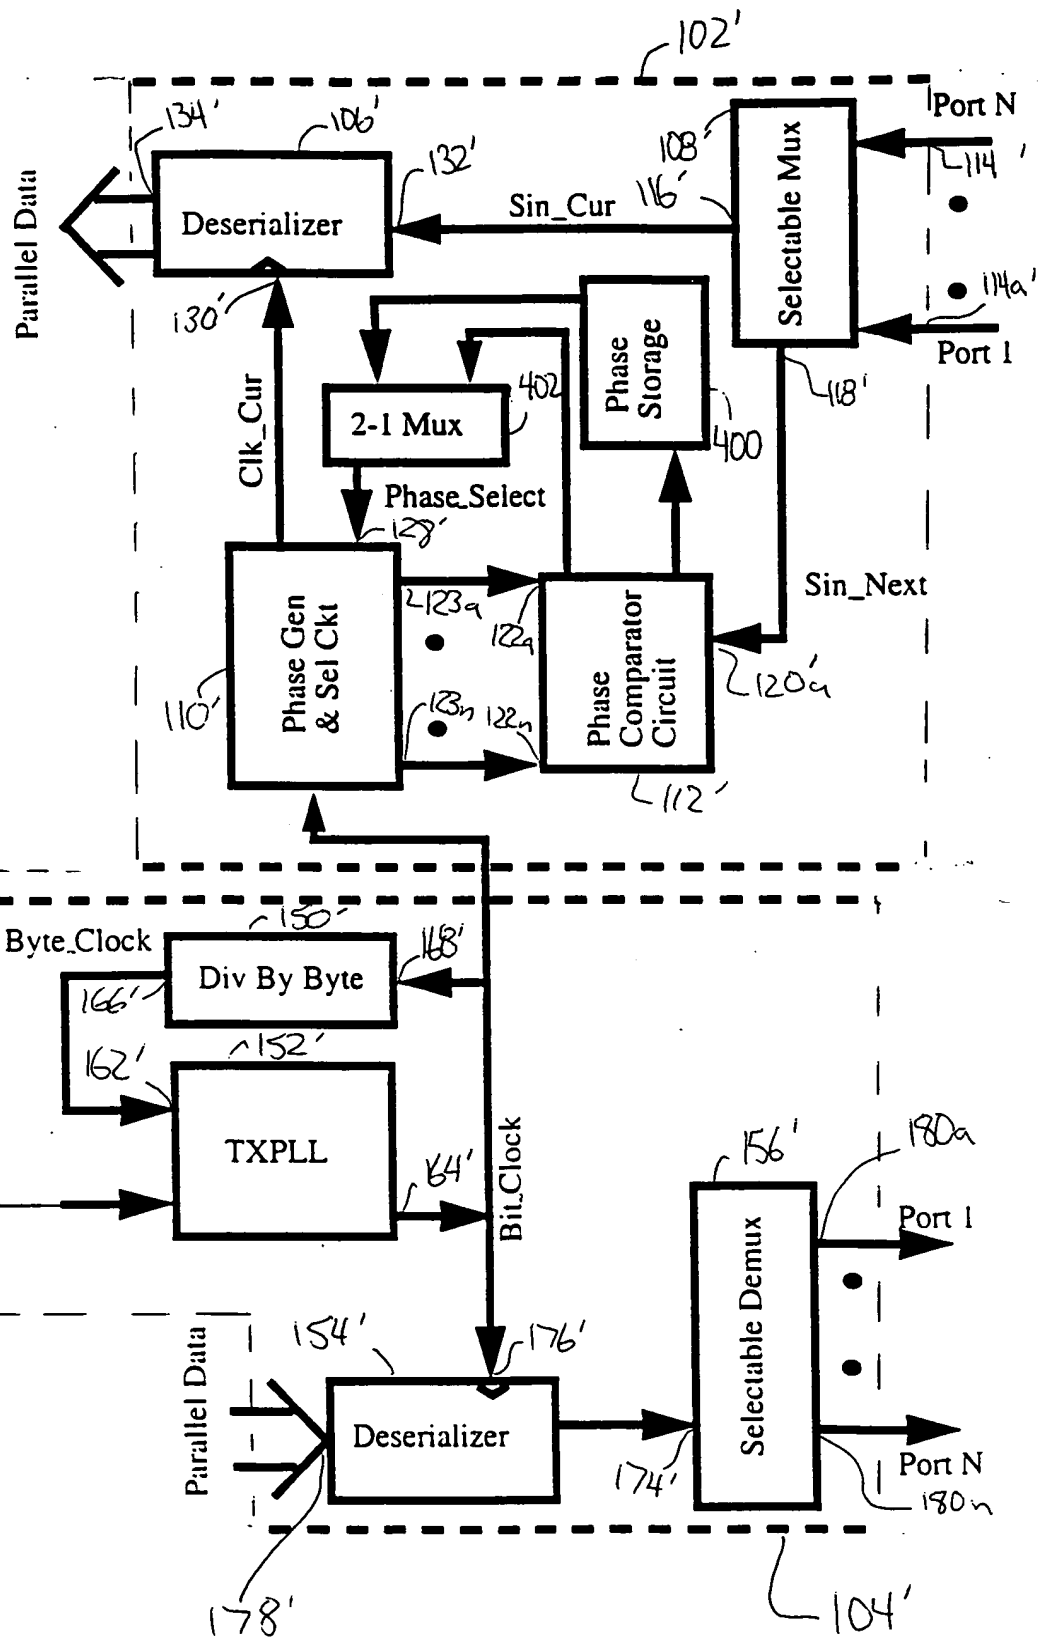 102'
134'
106'
132'
Port N
108'
114'
116'
Selectable Mux
Sin_Cur
Deserializer
Parallel Data
130'
114a'
Port 1
118'
Phase Storage
402
400
2-1 Mux
Clk_Cur
Phase_Select
128'
123a
122a
Sin_Next
120'a
110'
Phase Gen & Sel Ckt
Phase Comparator Circuit
123n
122n
112'
150'
Byte_Clock
168'
Div By Byte
166'
152'
162'
TXPLL
164'
Bit_Clock
156'
180a
Port 1
Selectable Demux
154'
176'
Parallel Data
Deserializer
174'
Port N
180n
178'
104'